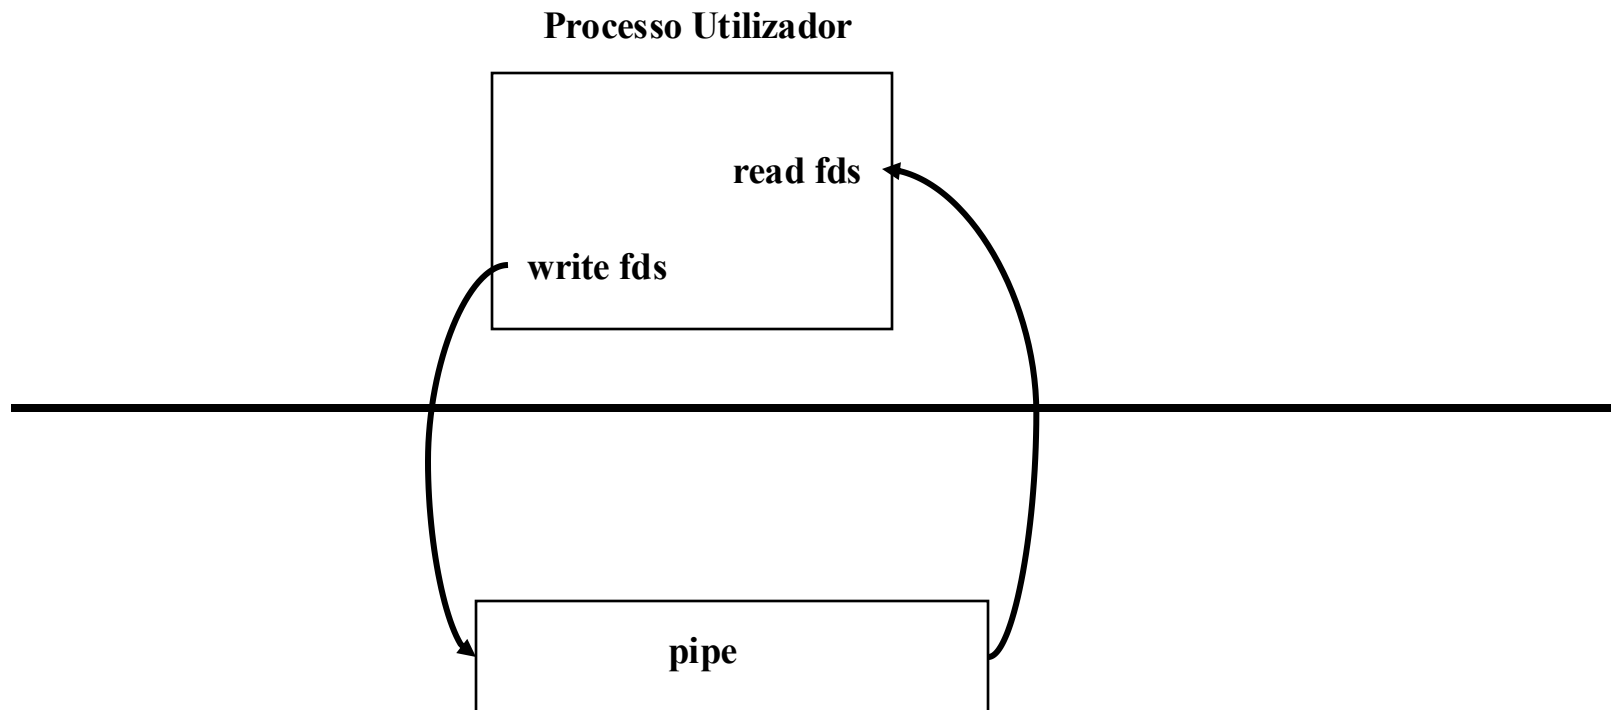 Processo Utilizador
read fds
write fds
pipe